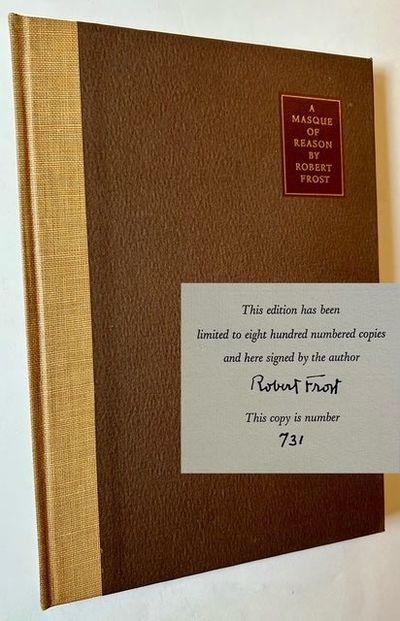 A
MASQUE
OF
REASON
BY
ROBERT
FROST
This edition has been
limited to eight hundred numbered copies
and here signed by the author
Robert Frost
This copy is number
731